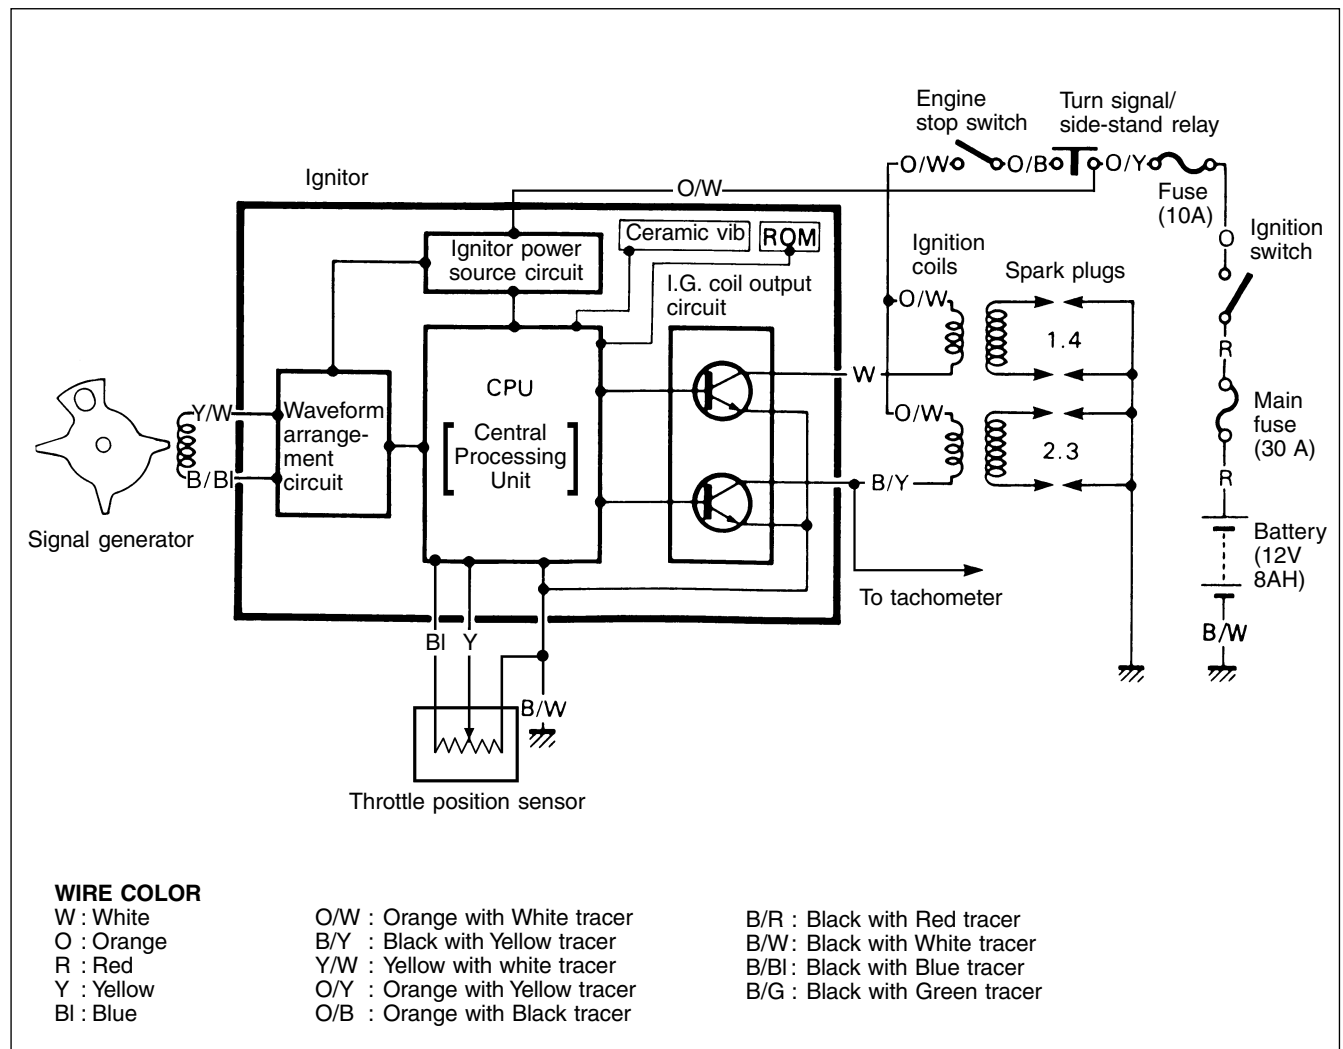 Engine
stop switch
Turn signal/
side-stand relay
O/W
O/B
O/Y
Fuse
(10A)
Ignitor
O/W
O
Ignition
switch
Ignitor power
source circuit
Ceramic vib
ROM
I.G. coil output
circuit
Ignition
coils
Spark plugs
O/W
1.4
R
W
CPU
Central
Processing
Unit
Waveform
arrange-
ment
circuit
Y/W
B/Bl
Signal generator
O/W
2.3
B/Y
Main
fuse
(30 A)
R
Battery
(12V
8AH)
To tachometer
B/W
Bl
Y
B/W
Throttle position sensor
WIRE COLOR
W : White
O : Orange
R : Red
Y : Yellow
Bl : Blue
O/W : Orange with White tracer
B/Y : Black with Yellow tracer
Y/W : Yellow with white tracer
O/Y : Orange with Yellow tracer
O/B : Orange with Black tracer
B/R : Black with Red tracer
B/W : Black with White tracer
B/Bl : Black with Blue tracer
B/G : Black with Green tracer